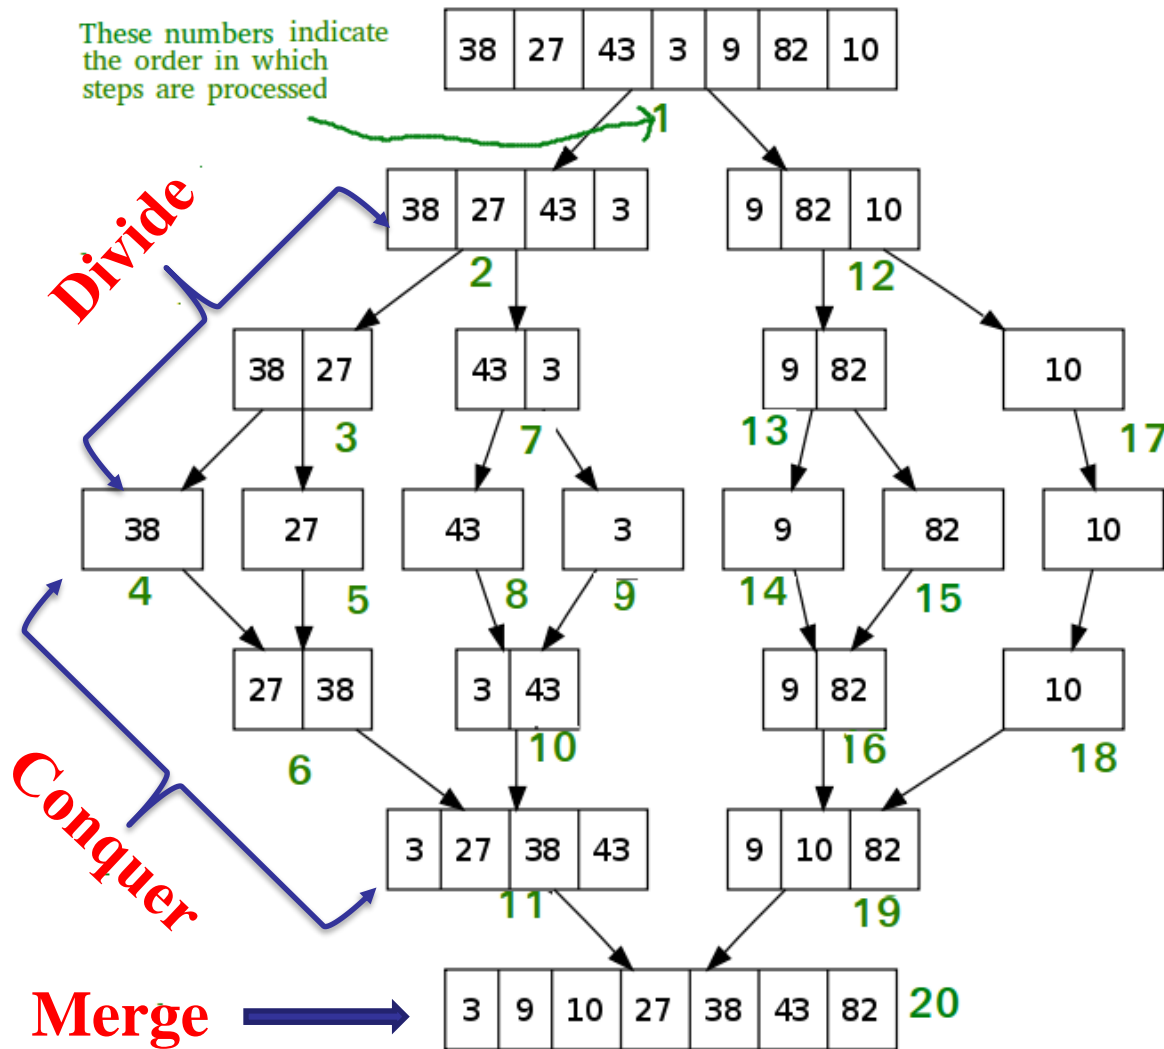 These numbers indicate
the order in which
steps are processed
38 27 43 3 9 82 10
1
Divide
38 27 43 3
9 82 10
2
12
38 27
43 3
9 82
10
3
7
13
17
38
27
43
3
9
82
10
4
5
8
9
14
15
27 38
3 43
9 82
10
6
10
16
18
Conquer
3 27 38 43
9 10 82
11
19
Merge
3 9 10 27 38 43 82
20